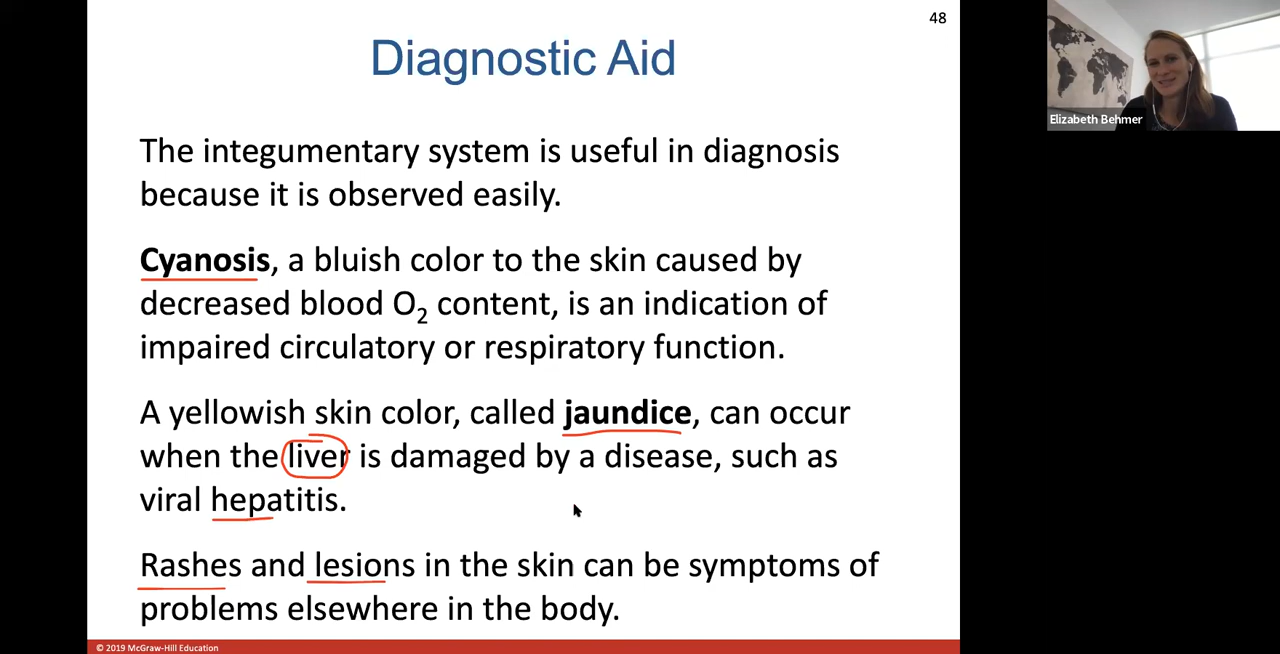 48
Diagnostic Aid
Elizabeth Behmer
The integumentary system is useful in diagnosis
because it is observed easily.
Cyanosis, a bluish color to the skin caused by
decreased blood O₂ content, is an indication of
impaired circulatory or respiratory function.
A yellowish skin color, called jaundice, can occur
when the liver is damaged by a disease, such as
viral hepatitis.
Rashes and lesions in the skin can be symptoms of
problems elsewhere in the body.
© 2019 McGraw-Hill Education